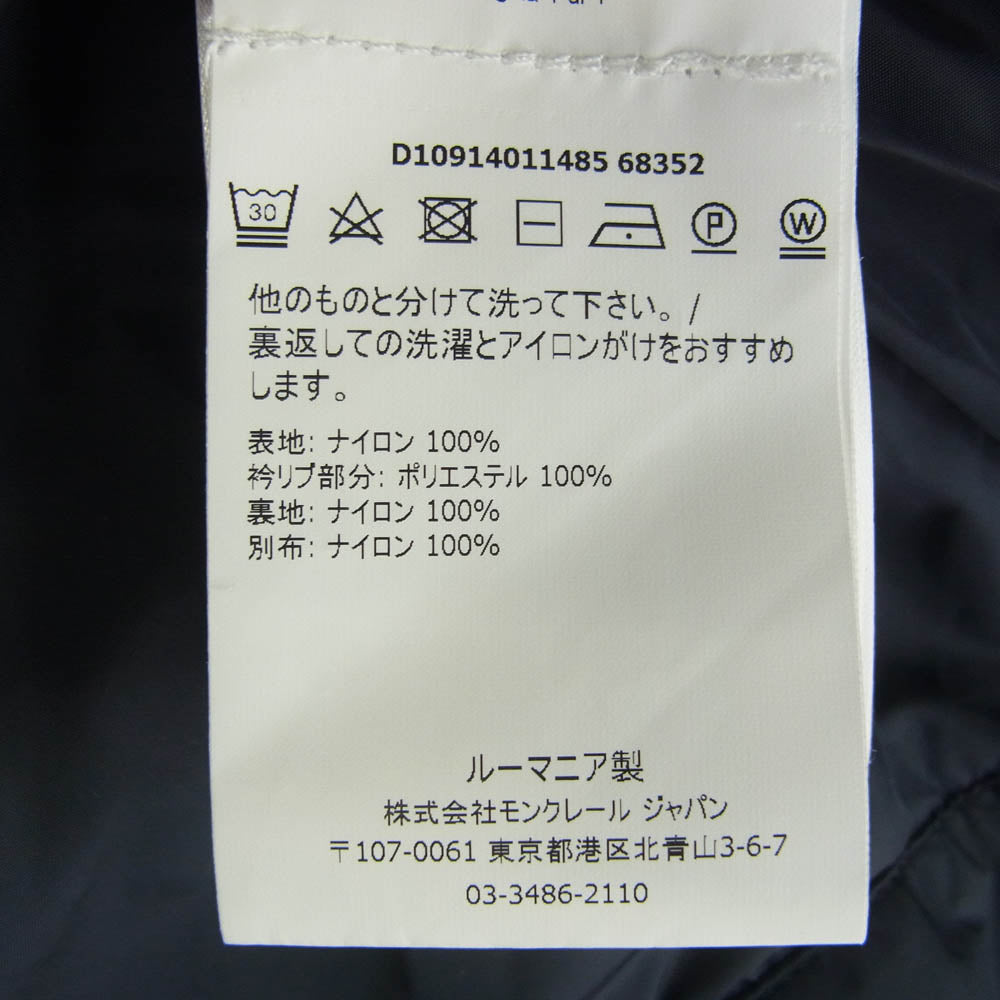 D10914011485 68352
30
P
W
他のものと分けて洗って下さい。/
裏返しての洗濯とアイロンがけをおすすめ
します。
表地: ナイロン 100%
衿リブ部分: ポリエステル 100%
裏地: ナイロン 100%
別布: ナイロン 100%
ルーマニア製
株式会社モンクレール ジャパン
〒107-0061 東京都港区北青山3-6-7
03-3486-2110